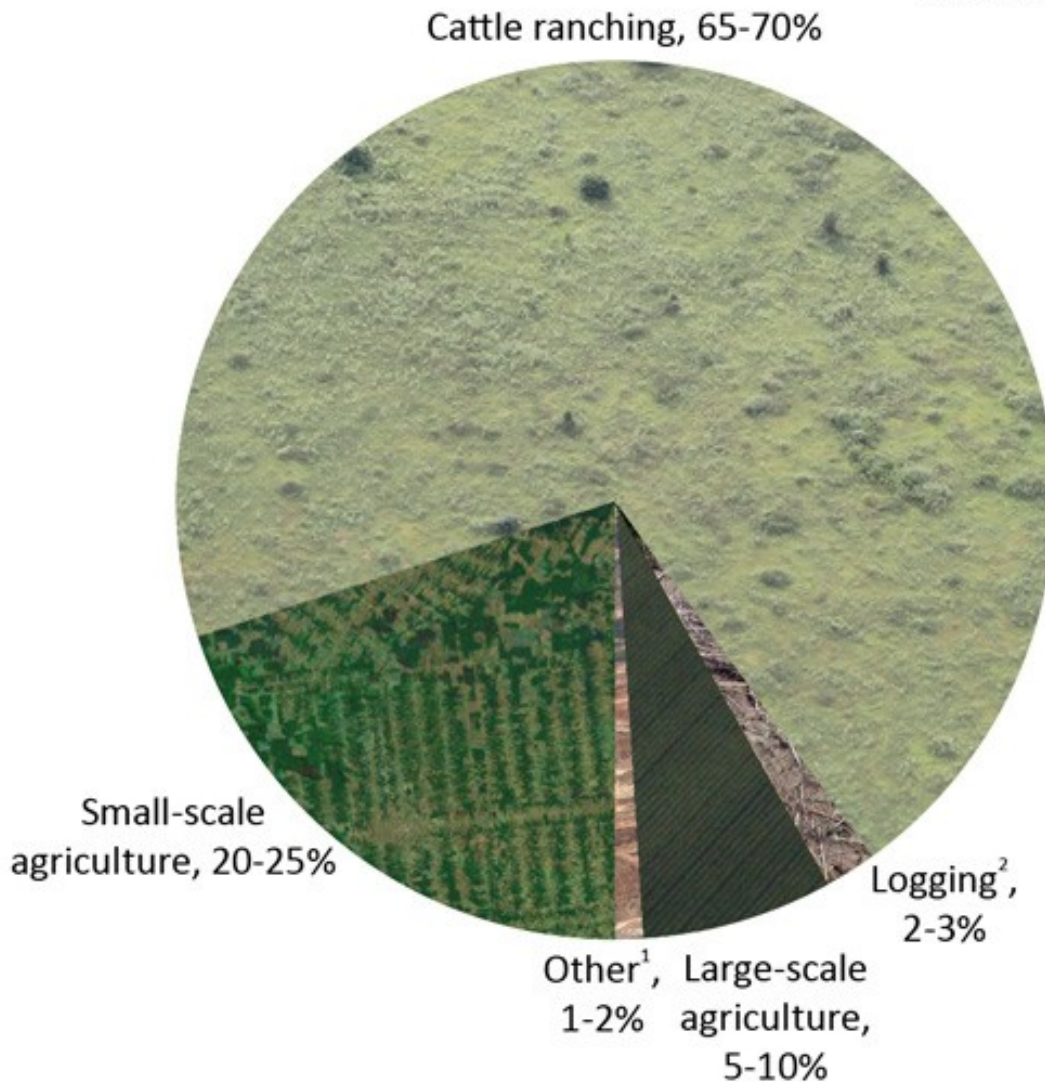 Cattle ranching, 65-70%
Small-scale
agriculture, 20-25%
Logging²,
2-3%
Other¹,
1-2%
Large-scale
agriculture,
5-10%